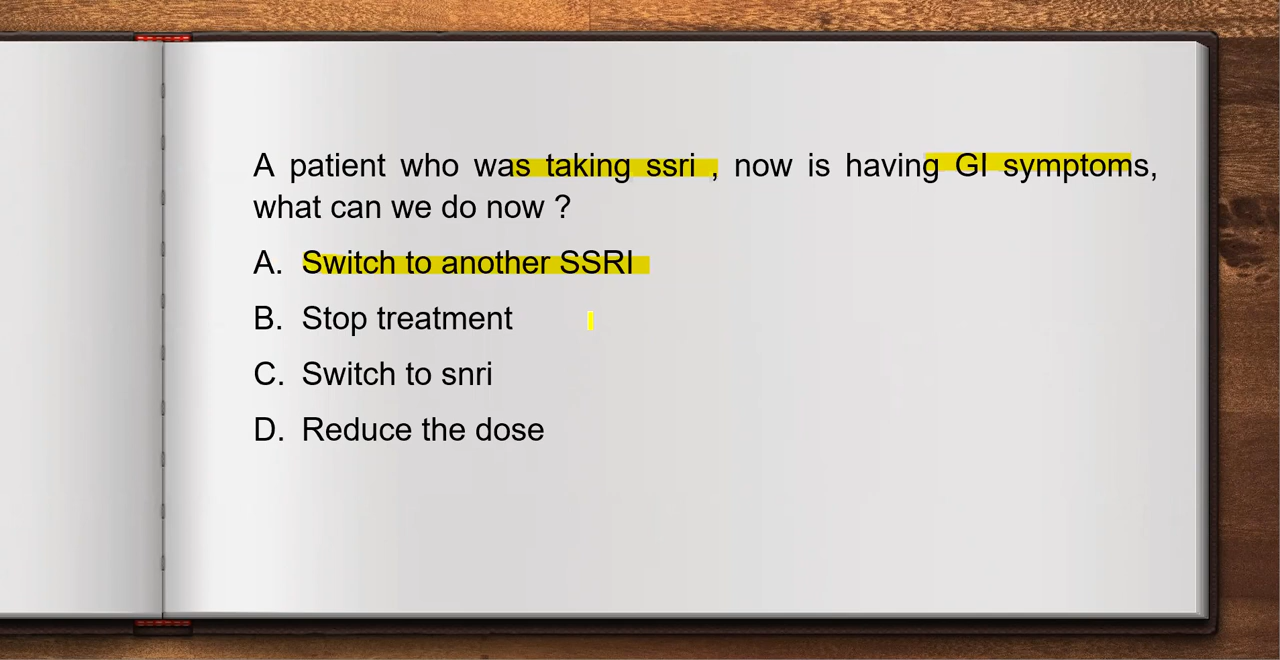 A patient who was taking ssri , now is having GI symptoms,
what can we do now ?
A. Switch to another SSRI
B. Stop treatment
C. Switch to snri
D. Reduce the dose